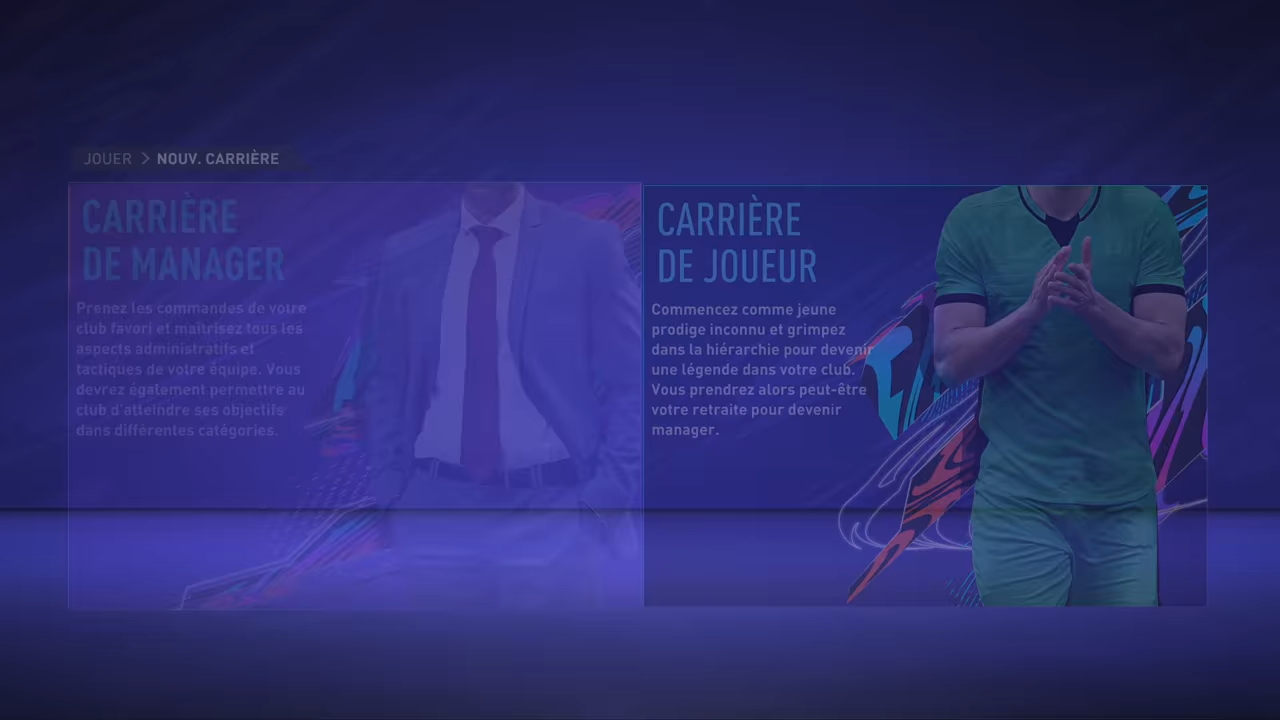 JOUER > NOUV. CARRIÈRE
CARRIÈRE
DE MANAGER
Prenez les commandes de votre
club favori et maîtrisez tous les
aspects administratifs et
tactiques de votre équipe. Vous
devrez également permettre au
club d'atteindre ses objectifs
dans différentes catégories.
CARRIÈRE
DE JOUEUR
Commencez comme jeune
prodige inconnu et grimpez
dans la hiérarchie pour devenir
une légende dans votre club.
Vous prendrez alors peut-être
votre retraite pour devenir
manager.